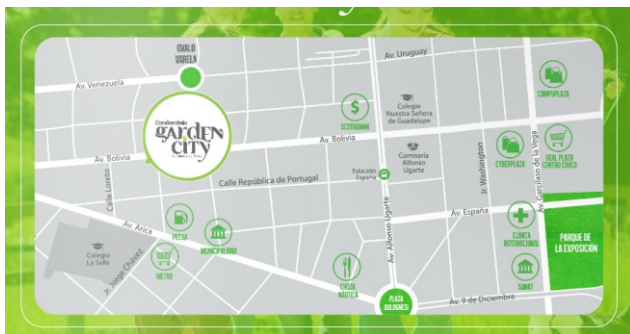 OVALO
VARELA
Av. Uruguay
Av. Venezuela
COMPUPLAZA
$
SCOTIABANK
Colegio
Nuestra Señora
de Guadalupe
Condominio
GARDEN
CITY
Av. Bolivia
Av. Bolivia
Comisaria
Alfonso
Ugarte
CYBERPLAZA
REAL PLAZA
CENTRO CÍVICO
Jr. Washington
Av. Garcilaso de la Vega
Estación
España
Calle República de Portugal
Calle Loreto
Av. España
Av. Arica
PECSA
MUNICIPALIDAD
CLÍNICA
INTERNACIONAL
PARQUE DE
LA EXPOSICIÓN
Av. Alfonso Ugarte
Colegio
La Salle
Jr. Jorge Chávez
METRO
CHOZA
NÁUTICA
SUNAT
PLAZA
BOLOGNESI
Av. 9 de Diciembre